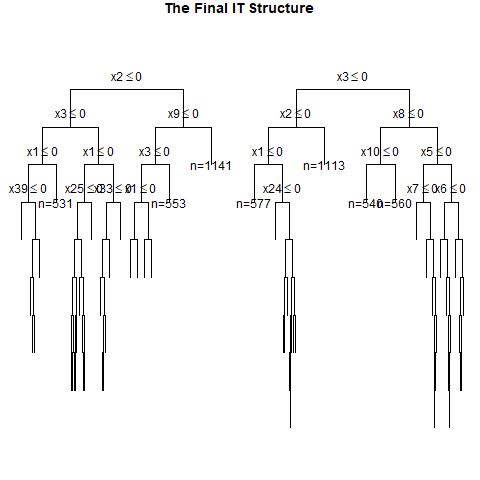 The Final IT Structure
x2 ≤ 0 x3 ≤ 0
x3 ≤ 0 x9 ≤ 0 x2 ≤ 0 x8 ≤ 0
x1 ≤ 0 x1 ≤ 0 x3 ≤ 0 x1 ≤ 0 x10 ≤ 0 x5 ≤ 0
n=1141 n=1113
x39 ≤ 0 x25 ≤ 0 x33 ≤ 0 x1 ≤ 0 x24 ≤ 0 x7 ≤ 0 x6 ≤ 0
n=531 n=553 n=577 n=540 n=560